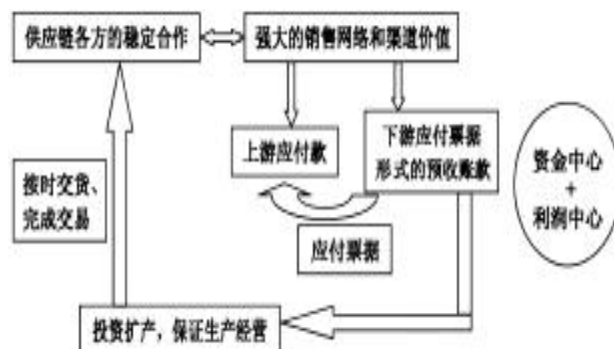 供应链各方的稳定合作
强大的销售网络和渠道价值
上游应付款
下游应付票据
形式的预收账款
资金中心
+
利润中心
按时交货、
完成交易
应付票据
投资扩产，保证生产经营